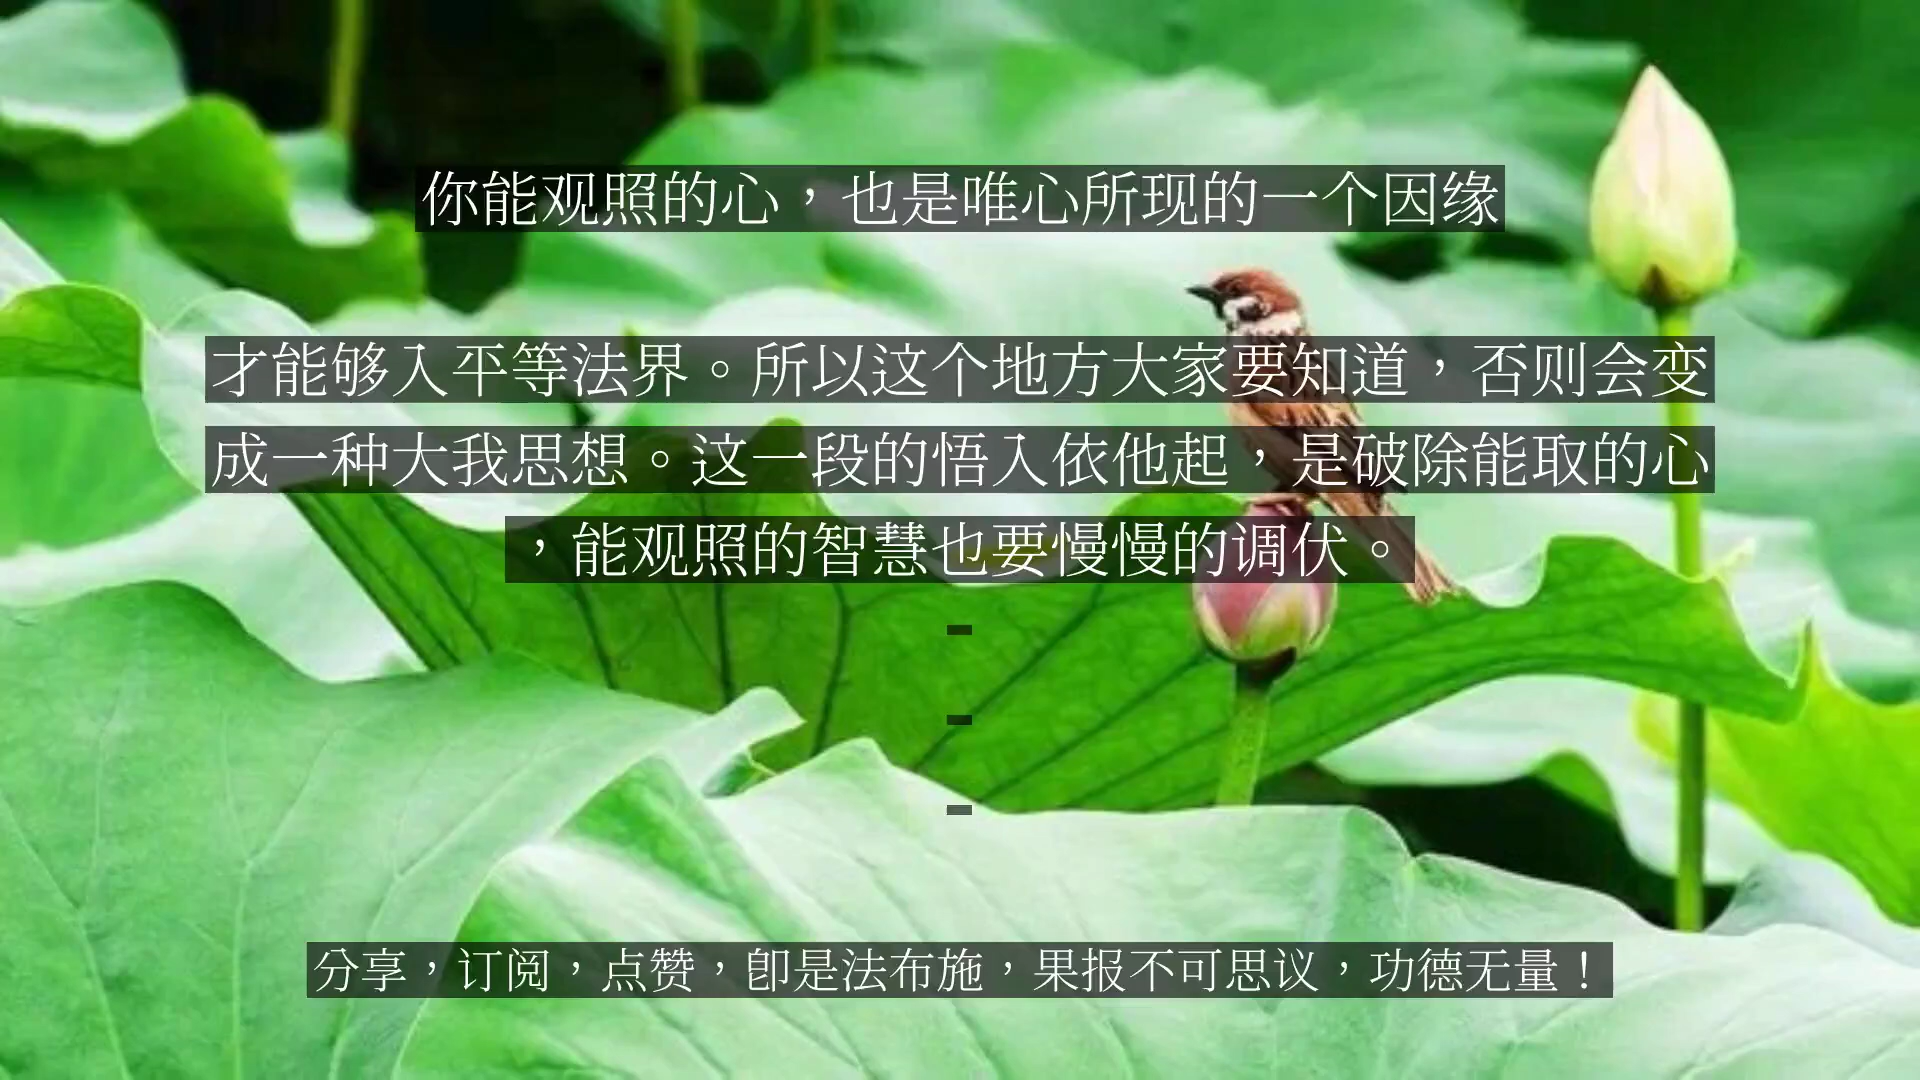 你能观照的心，也是唯心所现的一个因缘
才能够入平等法界。所以这个地方大家要知道，否则会变
成一种大我思想。这一段的悟入依他起，是破除能取的心
，能观照的智慧也要慢慢的调伏。
-
-
-
分享，订阅，点赞，即是法布施，果报不可思议，功德无量！